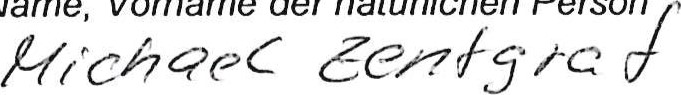 Name, Vorname der natürlichen Person
Michael Zentgraf